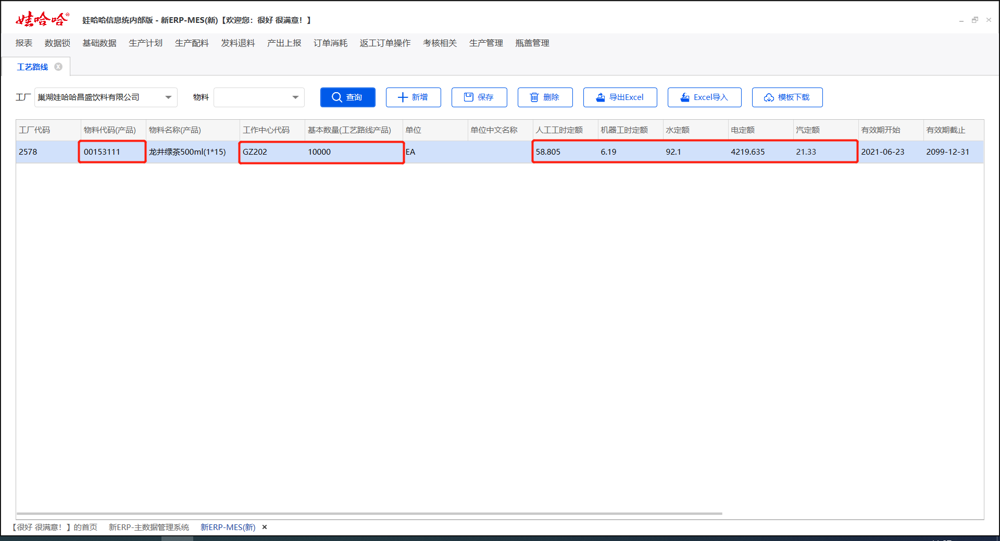 娃哈哈®
娃哈哈信息统内部版 - 新ERP-MES(新)【欢迎您：很好 很满意！】
报表 数据锁 基础数据 生产计划 生产配料 发料退料 产出上报 订单消耗 返工订单操作 考核相关 生产管理 瓶盖管理
工艺路线
工厂 巢湖娃哈哈昌盛饮料有限公司 物料 查询 新增 保存 删除 导出Excel Excel导入 模板下载
工厂代码 物料代码(产品) 物料名称(产品) 工作中心代码 基本数量(工艺路线产品) 单位 单位中文名称 人工工时定额 机器工时定额 水定额 电定额 汽定额 有效期开始 有效期截止
2578 00153111 龙井绿茶500ml(1*15) GZ202 10000 EA 58.805 6.19 92.1 4219.635 21.33 2021-06-23 2099-12-31
【很好 很满意！】的首页 新ERP-主数据管理系统 新ERP-MES(新)